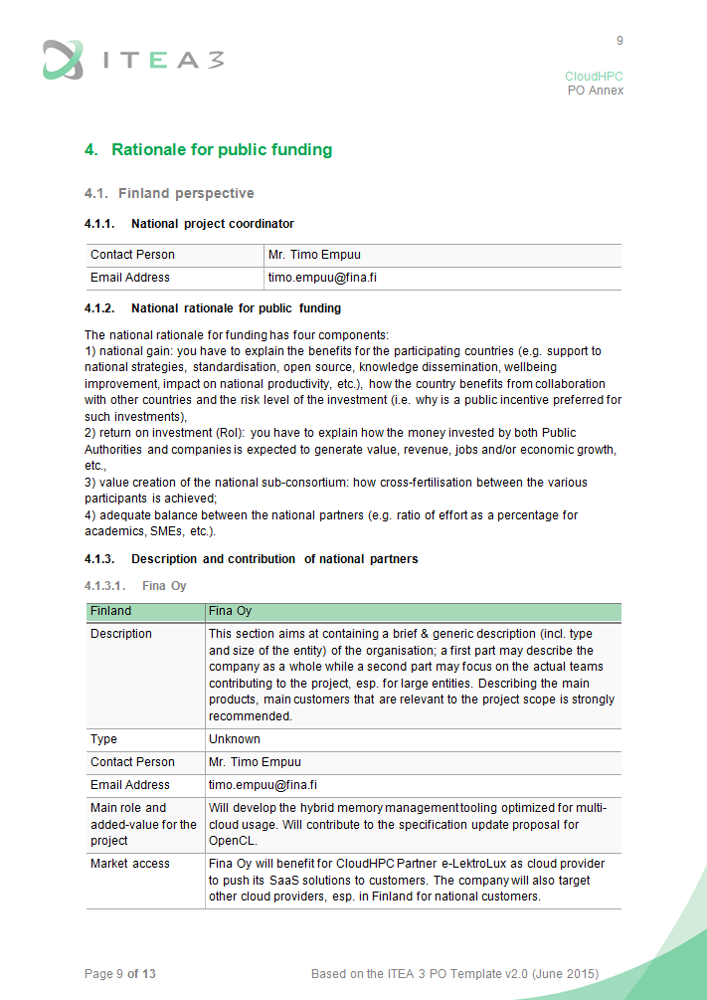 9
ITEA3
CloudHPC
PO Annex
4. Rationale for public funding
4.1. Finland perspective
4.1.1. National project coordinator
Contact Person Mr. Timo Empuu
Email Address timo.empuu@fina.fi
4.1.2. National rationale for public funding
The national rationale for funding has four components:
1) national gain: you have to explain the benefits for the participating countries (e.g. support to
national strategies, standardisation, open source, knowledge dissemination, wellbeing
improvement, impact on national productivity, etc.), how the country benefits from collaboration
with other countries and the risk level of the investment (i.e. why is a public incentive preferred for
such investments),
2) return on investment (RoI): you have to explain how the money invested by both Public
Authorities and companies is expected to generate value, revenue, jobs and/or economic growth,
etc.,
3) value creation of the national sub-consortium: how cross-fertilisation between the various
participants is achieved;
4) adequate balance between the national partners (e.g. ratio of effort as a percentage for
academics, SMEs, etc.).
4.1.3. Description and contribution of national partners
4.1.3.1. Fina Oy
Finland Fina Oy
Description This section aims at containing a brief & generic description (incl. type
and size of the entity) of the organisation; a first part may describe the
company as a whole while a second part may focus on the actual teams
contributing to the project, esp. for large entities. Describing the main
products, main customers that are relevant to the project scope is strongly
recommended.
Type Unknown
Contact Person Mr. Timo Empuu
Email Address timo.empuu@fina.fi
Main role and Will develop the hybrid memory management tooling optimized for multi-
added-value for the cloud usage. Will contribute to the specification update proposal for
project OpenCL.
Market access Fina Oy will benefit for CloudHPC Partner e-LektroLux as cloud provider
to push its SaaS solutions to customers. The company will also target
other cloud providers, esp. in Finland for national customers.
Page 9 of 13 Based on the ITEA 3 PO Template v2.0 (June 2015)